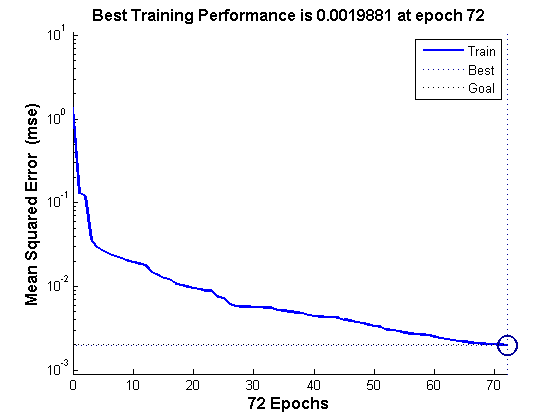 Best Training Performance is 0.0019881 at epoch 72
10^1
Train
Best
Goal
10^0
10^-1
10^-2
10^-3
Mean Squared Error (mse)
0 10 20 30 40 50 60 70
72 Epochs